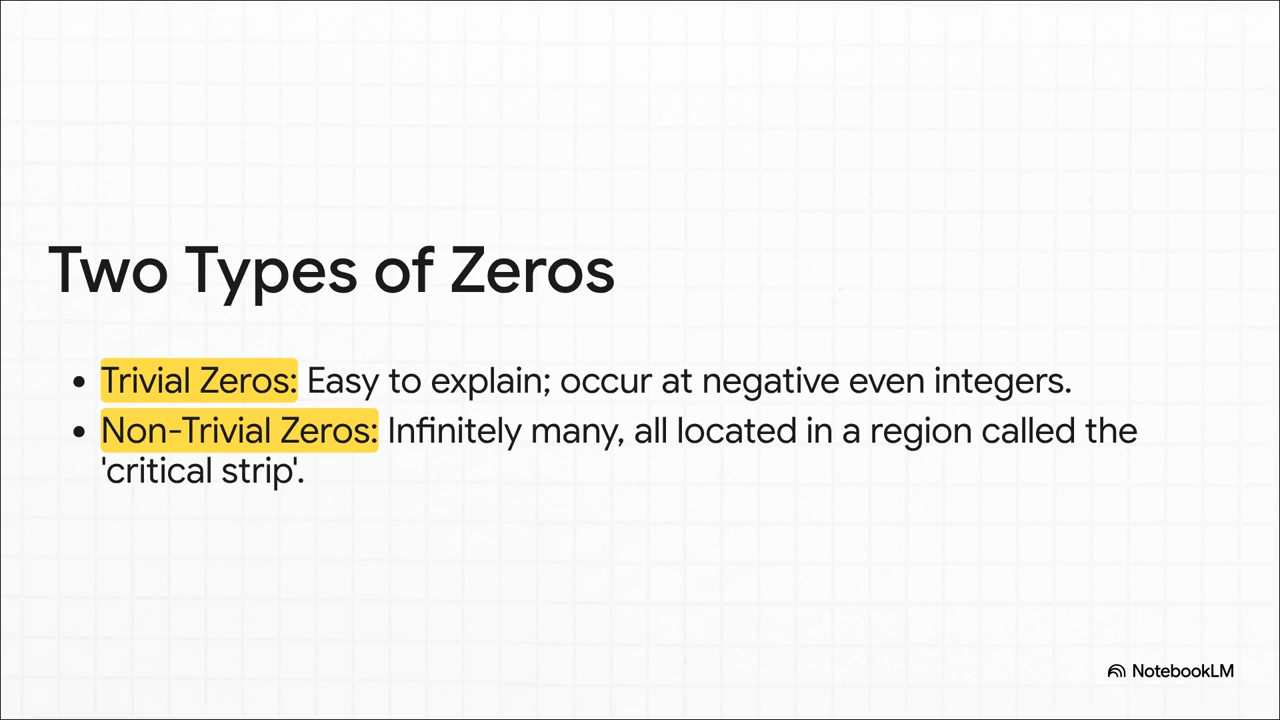 Two Types of Zeros
• Trivial Zeros: Easy to explain; occur at negative even integers.
• Non-Trivial Zeros: Infinitely many, all located in a region called the
'critical strip'.
NotebookLM